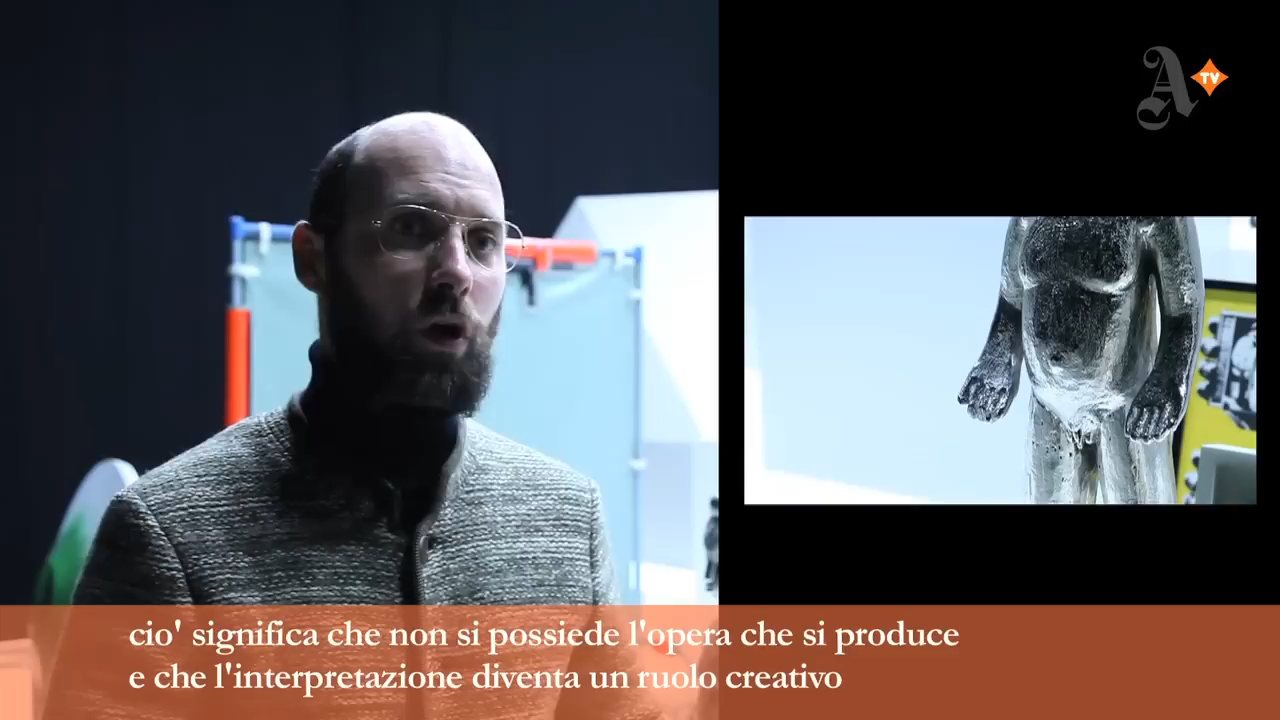 A TV
cio' significa che non si possiede l'opera che si produce
e che l'interpretazione diventa un ruolo creativo